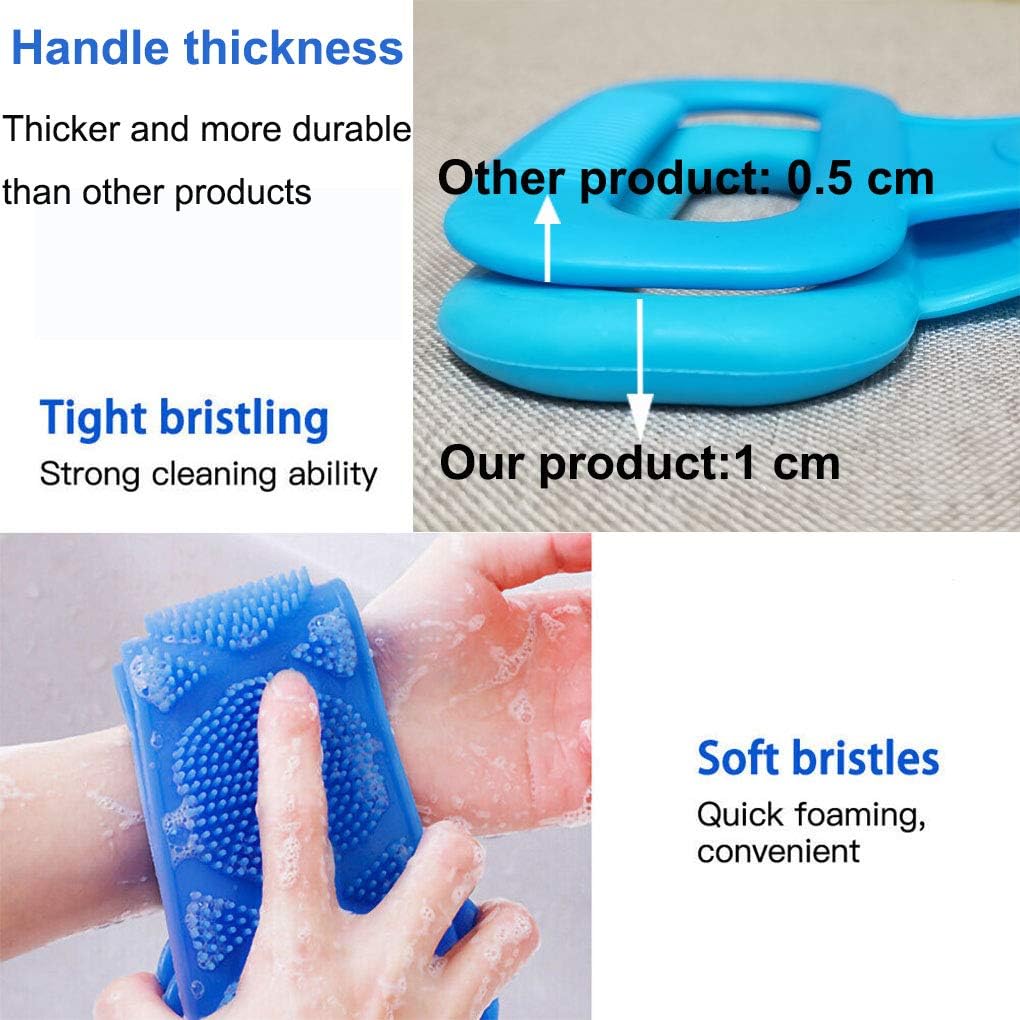 Handle thickness
Thicker and more durable
than other products
Other product: 0.5 cm
Our product:1 cm
Tight bristling
Strong cleaning ability
Soft bristles
Quick foaming,
convenient